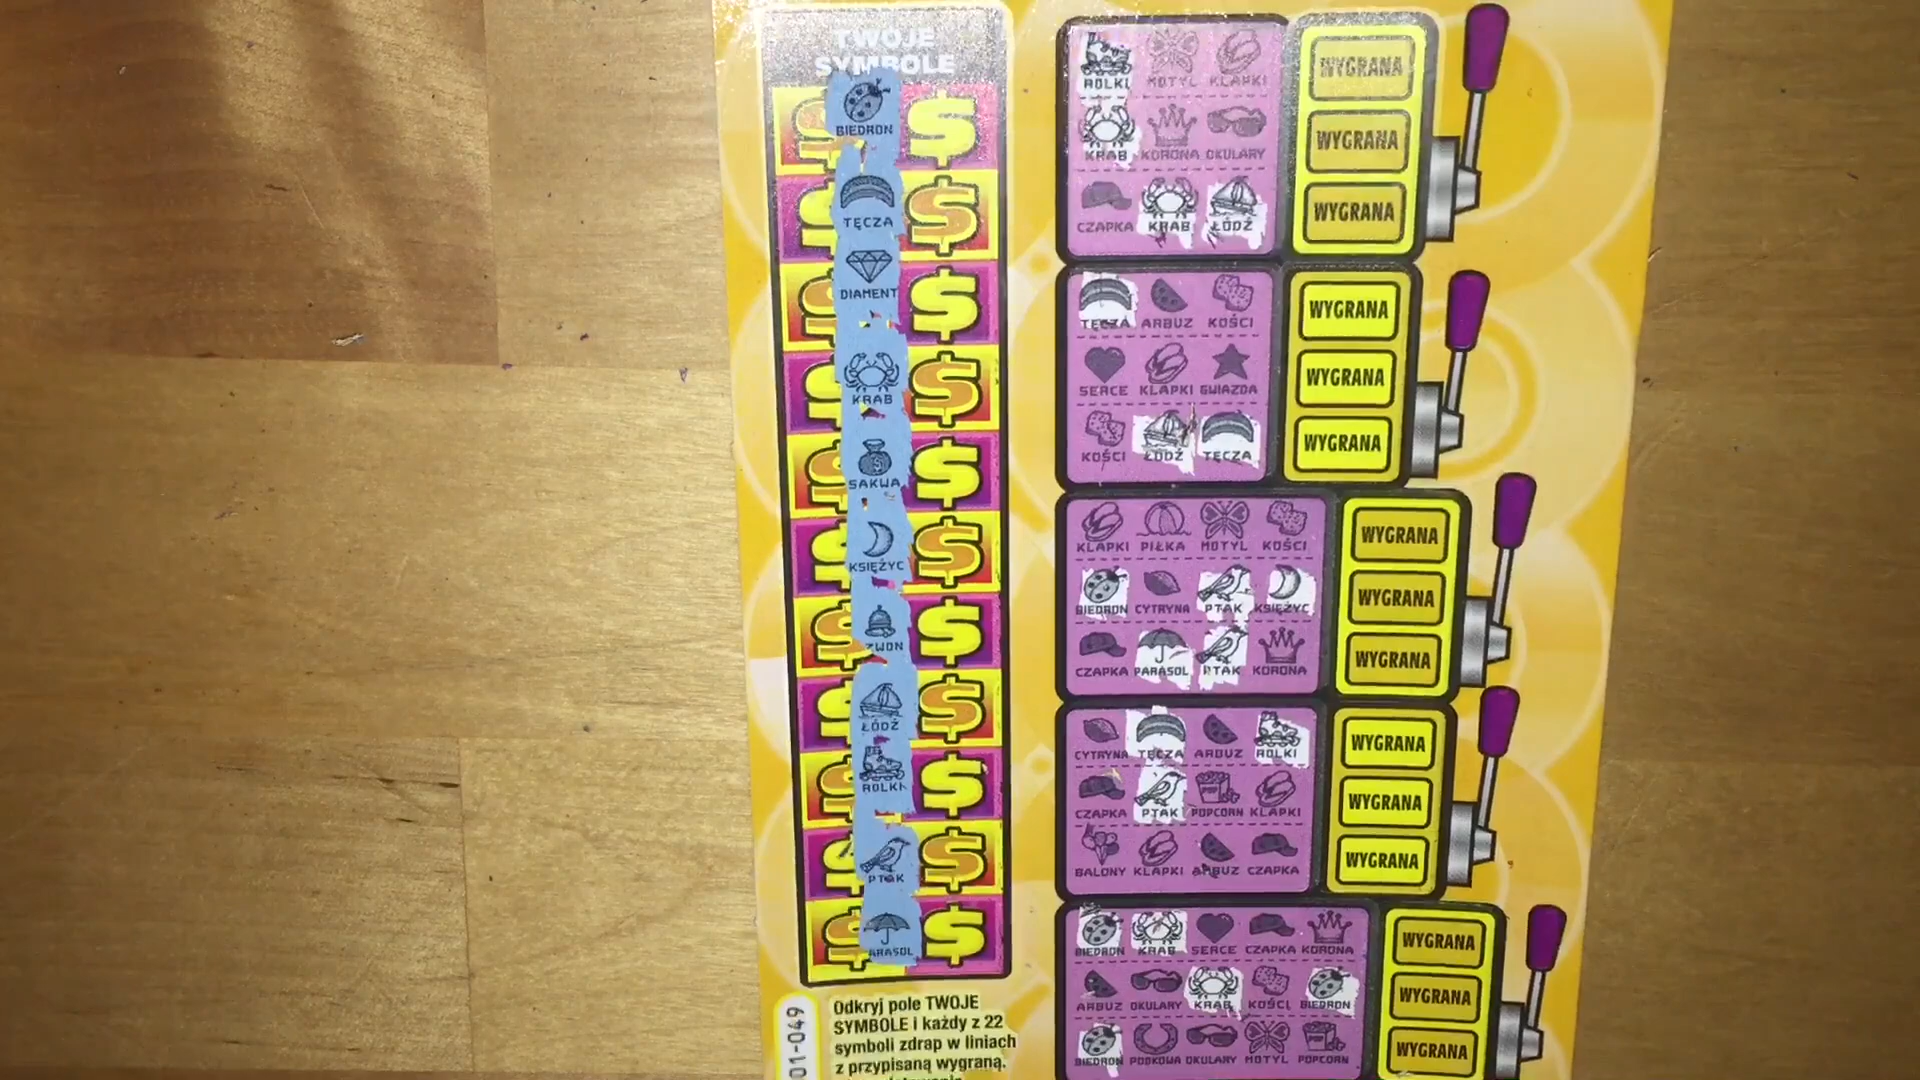 TWOJE
SYMBOLE
BIEDRON
TĘCZA
DIAMENT
KRAB
SAKWA
KSIĘŻYC
ZWON
ŁÓDŹ
ROLKI
PTAK
ARASOL
Odkryj pole TWOJE
SYMBOLE i każdy z 22
symboli zdrap w liniach
z przypisaną wygraną.
01-049
ROLKI MOTYL KLAPKI
WYGRANA
KRAB KORONA OKULARY
WYGRANA
CZAPKA KRAB ŁÓDŹ
WYGRANA
TĘCZA ARBUZ KOŚCI
WYGRANA
SERCE KLAPKI GWIAZDA
WYGRANA
KOŚCI ŁÓDŹ TĘCZA
WYGRANA
KLAPKI PIŁKA MOTYL KOŚCI
WYGRANA
BIEDRON CYTRYNA PTAK KSIĘŻYC
WYGRANA
CZAPKA PARASOL PTAK KORONA
WYGRANA
CYTRYNA TĘCZA ARBUZ ROLKI
WYGRANA
CZAPKA PTAK POPCORN KLAPKI
WYGRANA
BALONY KLAPKI ARBUZ CZAPKA
WYGRANA
BIEDRON KRAB SERCE CZAPKA KORONA
WYGRANA
ARBUZ OKULARY KRAB KOŚCI BIEDRON
WYGRANA
BIEDRON PODKOWA OKULARY MOTYL POPCORN
WYGRANA